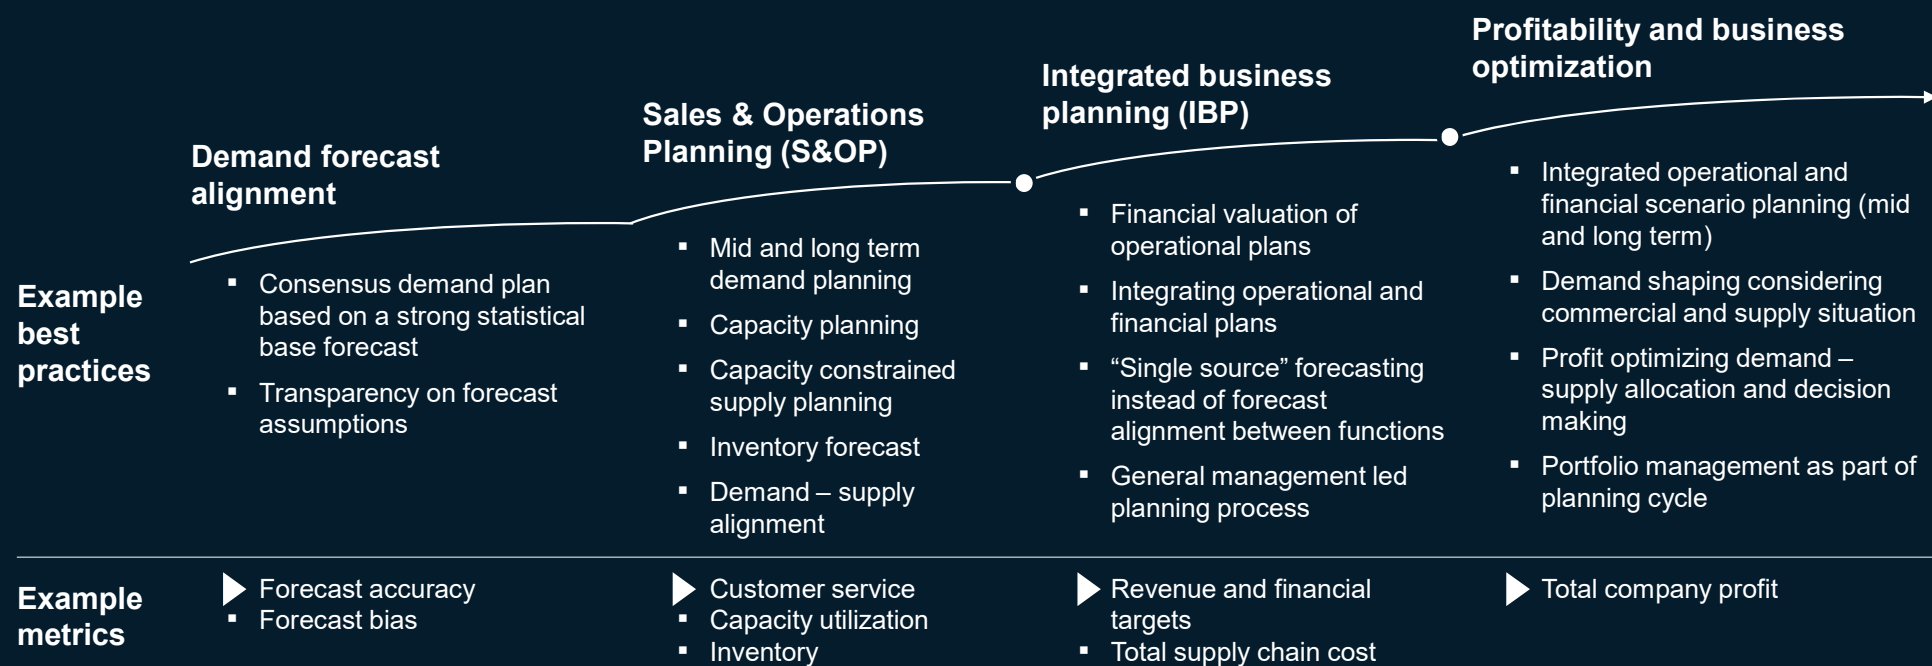 Demand forecast
alignment
Sales & Operations
Planning (S&OP)
Integrated business
planning (IBP)
Profitability and business
optimization
Example
best
practices
▪ Consensus demand plan
based on a strong statistical
base forecast
▪ Transparency on forecast
assumptions
▪ Mid and long term
demand planning
▪ Capacity planning
▪ Capacity constrained
supply planning
▪ Inventory forecast
▪ Demand – supply
alignment
▪ Financial valuation of
operational plans
▪ Integrating operational and
financial plans
▪ “Single source” forecasting
instead of forecast
alignment between functions
▪ General management led
planning process
▪ Integrated operational and
financial scenario planning (mid
and long term)
▪ Demand shaping considering
commercial and supply situation
▪ Profit optimizing demand –
supply allocation and decision
making
▪ Portfolio management as part of
planning cycle
Example
metrics
Forecast accuracy
▪ Forecast bias
Customer service
▪ Capacity utilization
▪ Inventory
Revenue and financial
targets
▪ Total supply chain cost
Total company profit